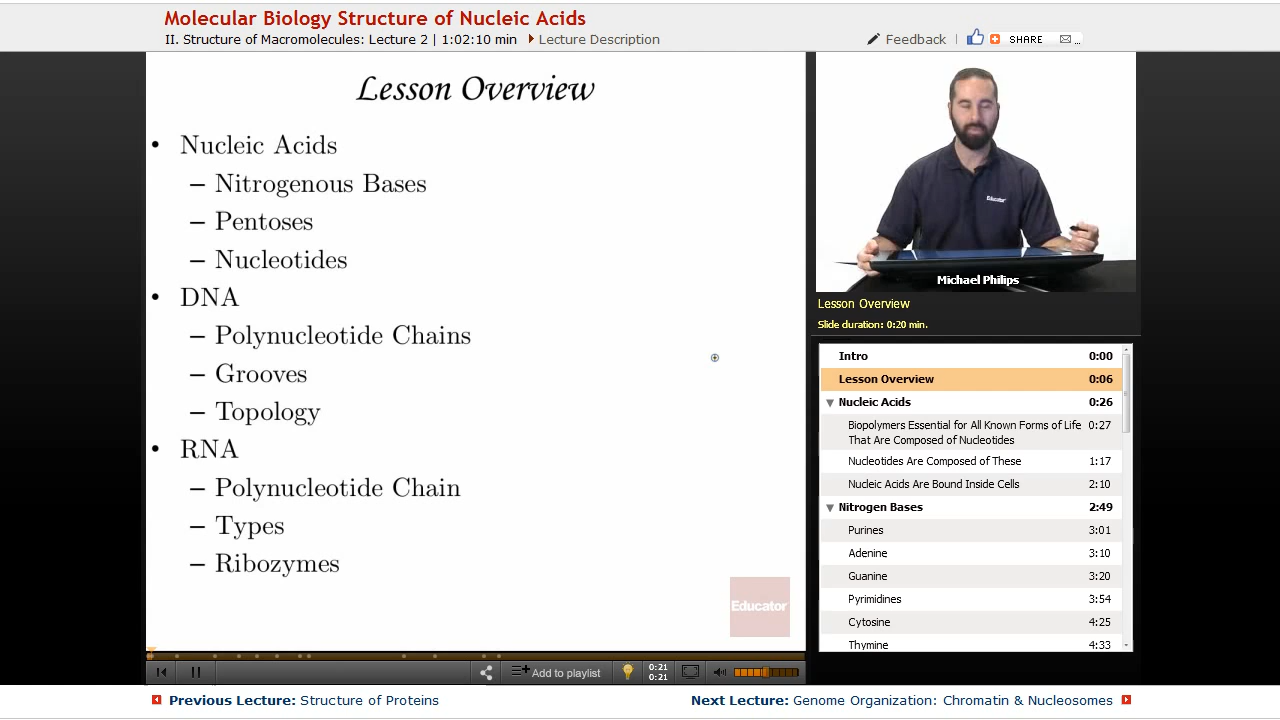 Molecular Biology Structure of Nucleic Acids
II. Structure of Macromolecules: Lecture 2 | 1:02:10 min Lecture Description
Feedback | SHARE ...
Lesson Overview
• Nucleic Acids
– Nitrogenous Bases
– Pentoses
– Nucleotides
• DNA
– Polynucleotide Chains
– Grooves
– Topology
• RNA
– Polynucleotide Chain
– Types
– Ribozymes
Educator
Educator
Michael Philips
Lesson Overview
Slide duration: 0:20 min.
Intro 0:00
Lesson Overview 0:06
Nucleic Acids 0:26
Biopolymers Essential for All Known Forms of Life 0:27
That Are Composed of Nucleotides
Nucleotides Are Composed of These 1:17
Nucleic Acids Are Bound Inside Cells 2:10
Nitrogen Bases 2:49
Purines 3:01
Adenine 3:10
Guanine 3:20
Pyrimidines 3:54
Cytosine 4:25
Thymine 4:33
Add to playlist
0:21
0:21
Previous Lecture: Structure of Proteins
Next Lecture: Genome Organization: Chromatin & Nucleosomes